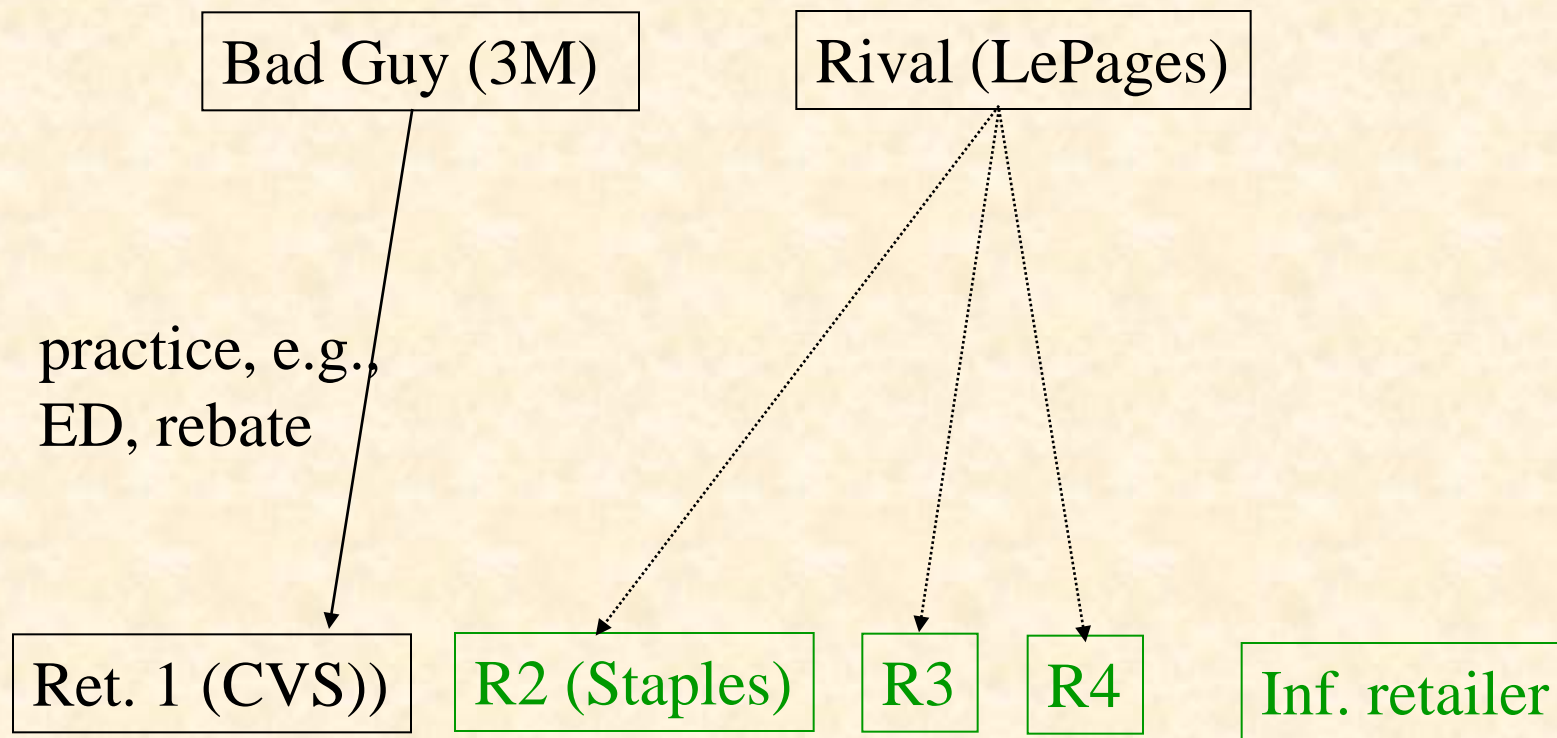 Bad Guy (3M)
Rival (LePages)
practice, e.g.,
ED, rebate
Ret. 1 (CVS))
R2 (Staples)
R3
R4
Inf. retailer